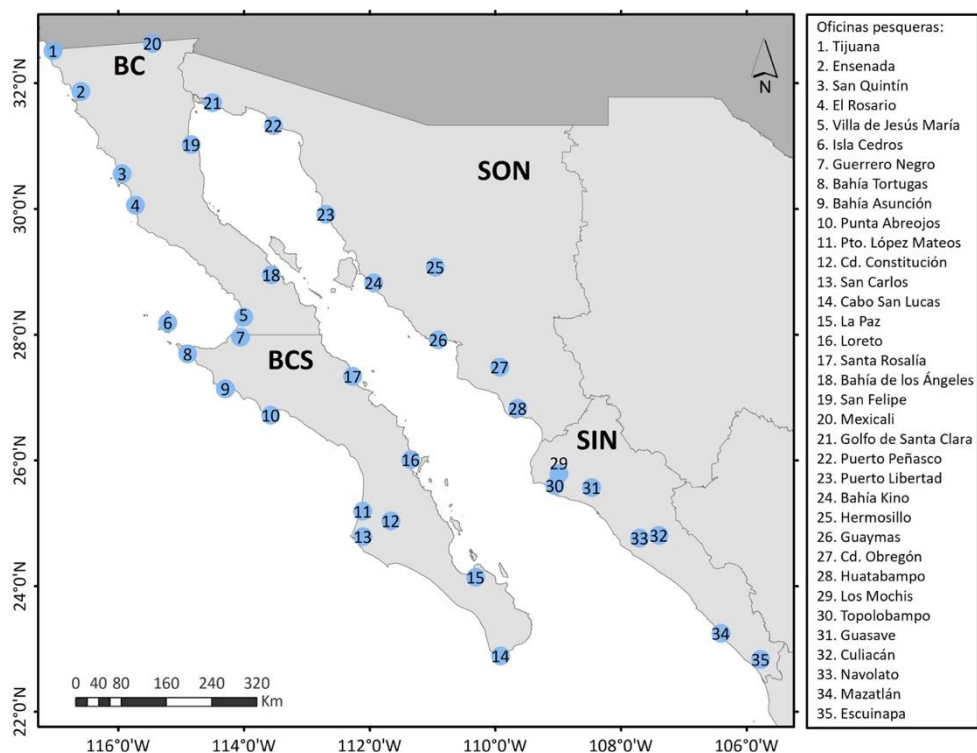 Oficinas pesqueras:
1. Tijuana
2. Ensenada
3. San Quintín
4. El Rosario
5. Villa de Jesús María
6. Isla Cedros
7. Guerrero Negro
8. Bahía Tortugas
9. Bahía Asunción
10. Punta Abreojos
11. Pto. López Mateos
12. Cd. Constitución
13. San Carlos
14. Cabo San Lucas
15. La Paz
16. Loreto
17. Santa Rosalía
18. Bahía de los Ángeles
19. San Felipe
20. Mexicali
21. Golfo de Santa Clara
22. Puerto Peñasco
23. Puerto Libertad
24. Bahía Kino
25. Hermosillo
26. Guaymas
27. Cd. Obregón
28. Huatabampo
29. Los Mochis
30. Topolobampo
31. Guasave
32. Culiacán
33. Navolato
34. Mazatlán
35. Escuinapa
BC
SON
BCS
SIN
N
1
20
2
21
22
19
3
4
23
25
18
24
5
6
7
26
8
27
17
9
28
10
16
29
30
31
11
12
13
33
32
15
34
14
35
0 20 40 80 160 240 320
Km
32°0'N
30°0'N
28°0'N
26°0'N
24°0'N
22°0'N
116°0'W
114°0'W
112°0'W
110°0'W
108°0'W
106°0'W